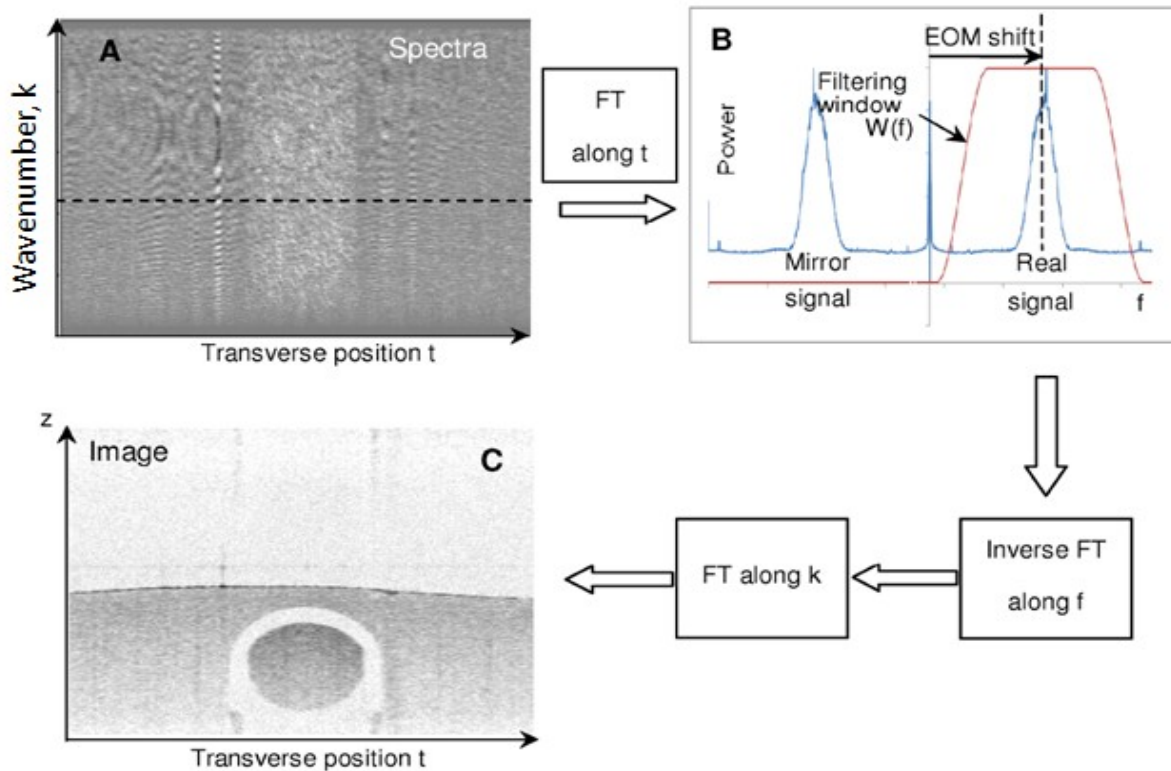 A
Spectra
Wavenumber, k
Transverse position t
FT
along t
B
EOM shift
Filtering
window
W(f)
Power
Mirror
signal
Real
signal
f
Inverse FT
along f
FT along k
z
Image
C
Transverse position t